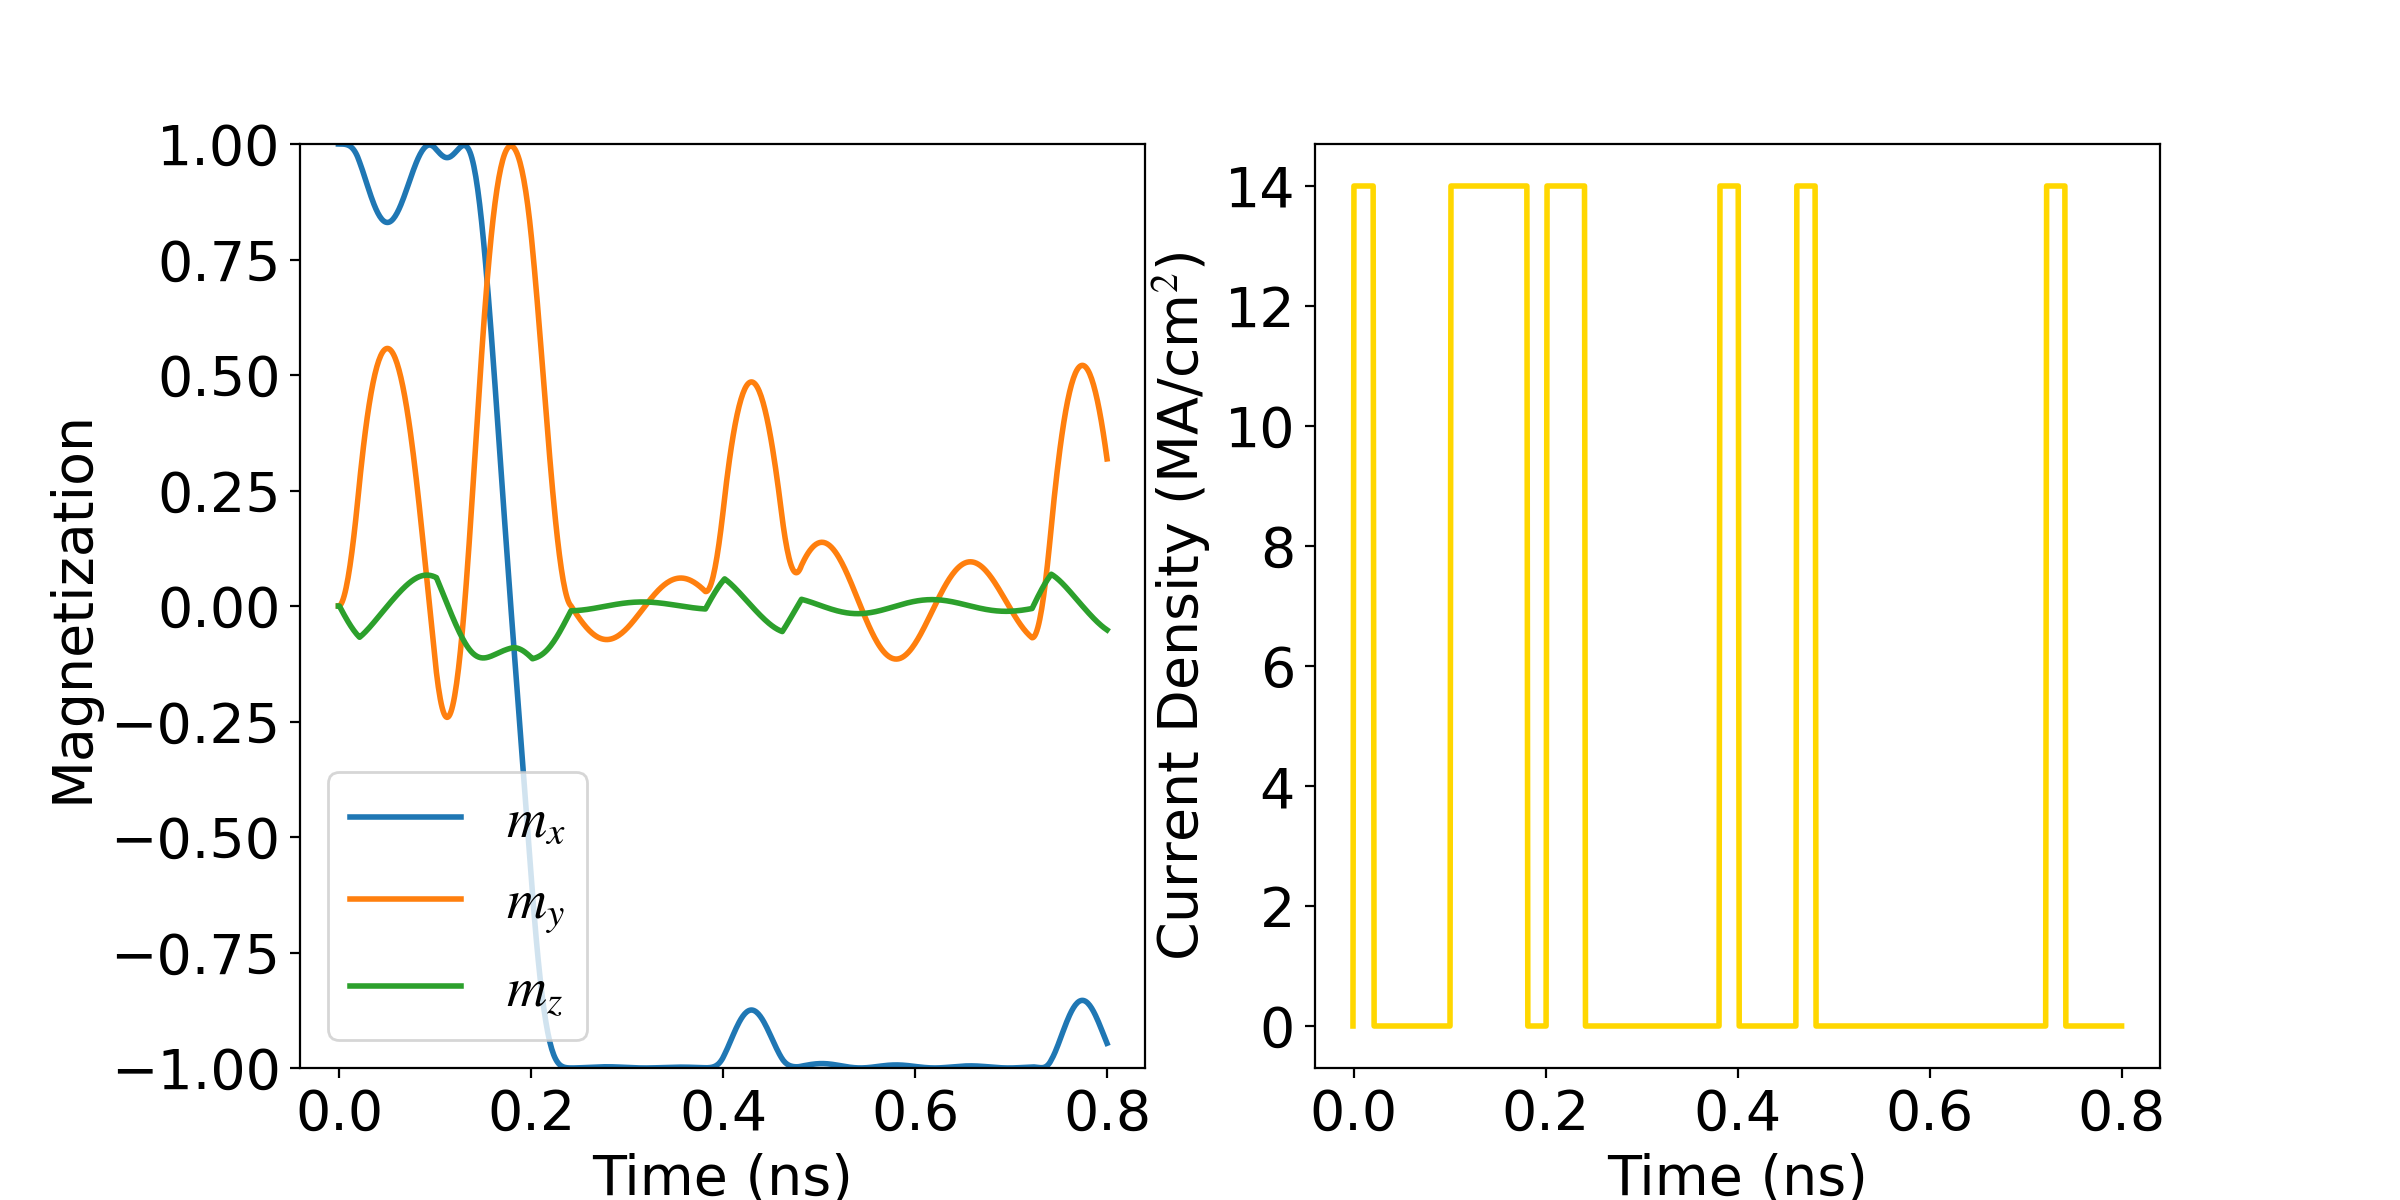 Magnetization
1.00
0.75
0.50
0.25
0.00
−0.25
−0.50
−0.75
−1.00
0.0 0.2 0.4 0.6 0.8
Time (ns)
mₓ
m_y
m_z
Current Density (MA/cm²)
14
12
10
8
6
4
2
0
0.0 0.2 0.4 0.6 0.8
Time (ns)